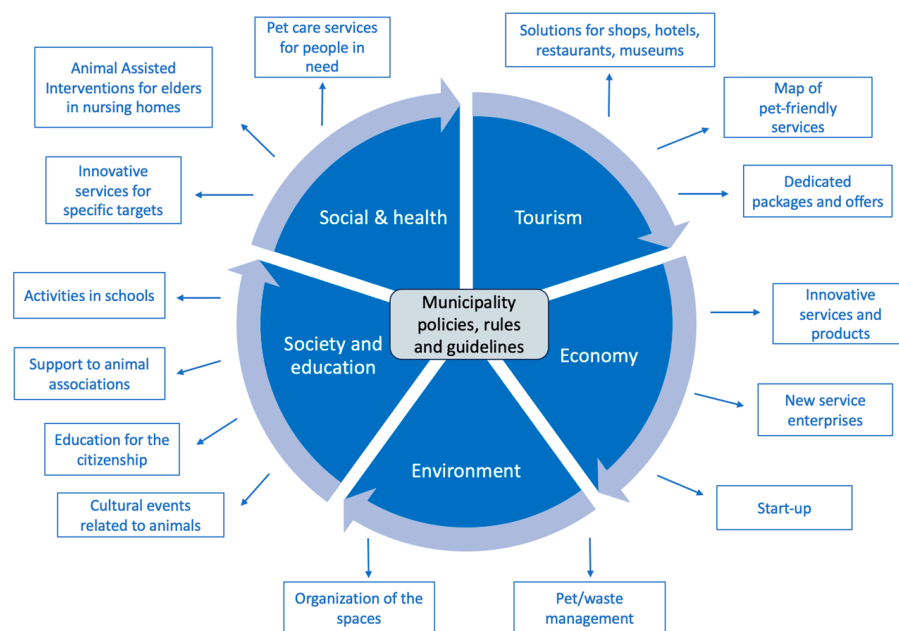 Pet care services
for people in
need
Solutions for shops, hotels,
restaurants, museums
Animal Assisted
Interventions for elders
in nursing homes
Map of
pet-friendly
services
Innovative
services for
specific targets
Dedicated
packages and offers
Social & health
Tourism
Activities in schools
Municipality
policies, rules
and guidelines
Innovative
services and
products
Society and
education
Economy
Support to animal
associations
New service
enterprises
Education for the
citizenship
Environment
Cultural events
related to animals
Start-up
Organization of the
spaces
Pet/waste
management